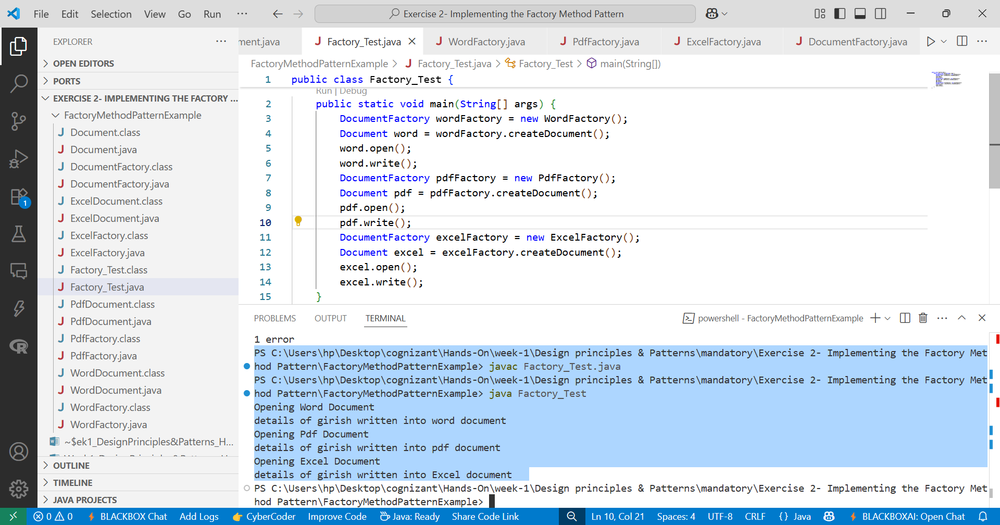 File Edit Selection View Go Run ···
Exercise 2- Implementing the Factory Method Pattern
EXPLORER
OPEN EDITORS
PORTS
EXERCISE 2- IMPLEMENTING THE FACTORY ...
FactoryMethodPatternExample
J Document.class
J Document.java
J DocumentFactory.class
J DocumentFactory.java
J ExcelDocument.class
J ExcelDocument.java
J ExcelFactory.class
J ExcelFactory.java
J Factory_Test.class
J Factory_Test.java
J PdfDocument.class
J PdfDocument.java
J PdfFactory.class
J PdfFactory.java
J WordDocument.class
J WordDocument.java
J WordFactory.class
J WordFactory.java
~$ek1_DesignPrinciples&Patterns_H...
OUTLINE
TIMELINE
JAVA PROJECTS
1
R
ment.java J Factory_Test.java J WordFactory.java J PdfFactory.java J ExcelFactory.java J DocumentFactory.java
FactoryMethodPatternExample > J Factory_Test.java > Factory_Test > main(String[])
1 public class Factory_Test {
Run | Debug
2 public static void main(String[] args) {
3 DocumentFactory wordFactory = new WordFactory();
4 Document word = wordFactory.createDocument();
5 word.open();
6 word.write();
7 DocumentFactory pdfFactory = new PdfFactory();
8 Document pdf = pdfFactory.createDocument();
9 pdf.open();
10 pdf.write();
11 DocumentFactory excelFactory = new ExcelFactory();
12 Document excel = excelFactory.createDocument();
13 excel.open();
14 excel.write();
15 }
PROBLEMS OUTPUT TERMINAL
powershell - FactoryMethodPatternExample
1 error
PS C:\Users\hp\Desktop\cognizant\Hands-On\week-1\Design principles & Patterns\mandatory\Exercise 2- Implementing the Factory Met
hod Pattern\FactoryMethodPatternExample> javac Factory_Test.java
PS C:\Users\hp\Desktop\cognizant\Hands-On\week-1\Design principles & Patterns\mandatory\Exercise 2- Implementing the Factory Met
hod Pattern\FactoryMethodPatternExample> java Factory_Test
Opening Word Document
details of girish written into word document
Opening Pdf Document
details of girish written into pdf document
Opening Excel Document
details of girish written into Excel document
PS C:\Users\hp\Desktop\cognizant\Hands-On\week-1\Design principles & Patterns\mandatory\Exercise 2- Implementing the Factory Met
hod Pattern\FactoryMethodPatternExample>
0 0 BLACKBOX Chat Add Logs CyberCoder Improve Code Java: Ready Share Code Link Ln 10, Col 21 Spaces: 4 UTF-8 CRLF {} Java BLACKBOXAI: Open Chat